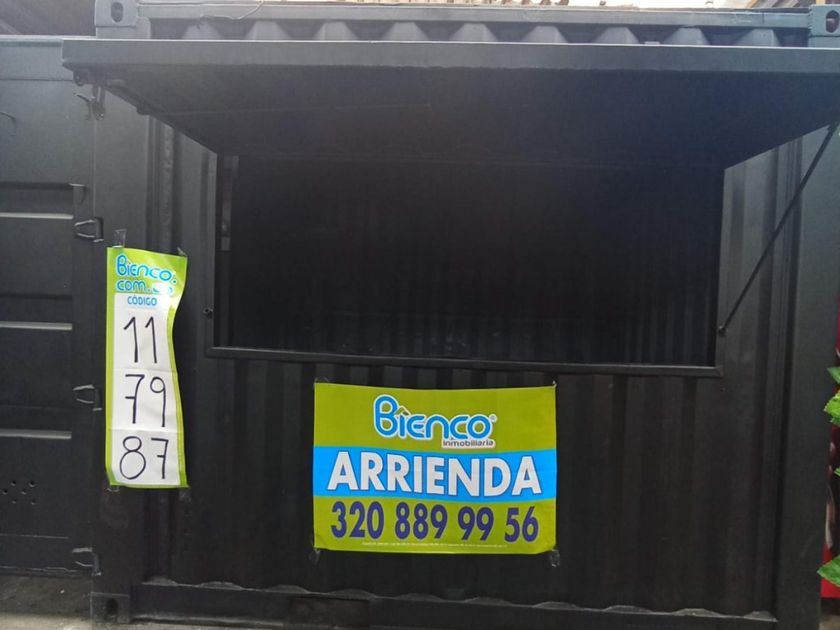 Bienco.
com.co
CÓDIGO
11
79
87
Bienco®
inmobiliaria
ARRIENDA
320 889 99 56